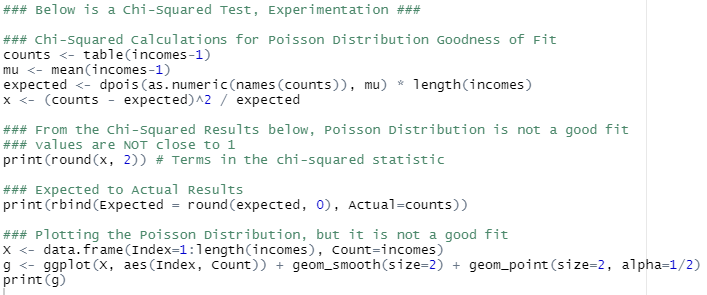 ### Below is a Chi-Squared Test, Experimentation ###
### Chi-Squared Calculations for Poisson Distribution Goodness of Fit
counts <- table(incomes-1)
mu <- mean(incomes-1)
expected <- dpois(as.numeric(names(counts)), mu) * length(incomes)
x <- (counts - expected)^2 / expected
### From the Chi-Squared Results below, Poisson Distribution is not a good fit
### values are NOT close to 1
print(round(x, 2)) # Terms in the chi-squared statistic
### Expected to Actual Results
print(rbind(Expected = round(expected, 0), Actual=counts))
### Plotting the Poisson Distribution, but it is not a good fit
X <- data.frame(Index=1:length(incomes), Count=incomes)
g <- ggplot(X, aes(Index, Count)) + geom_smooth(size=2) + geom_point(size=2, alpha=1/2)
print(g)